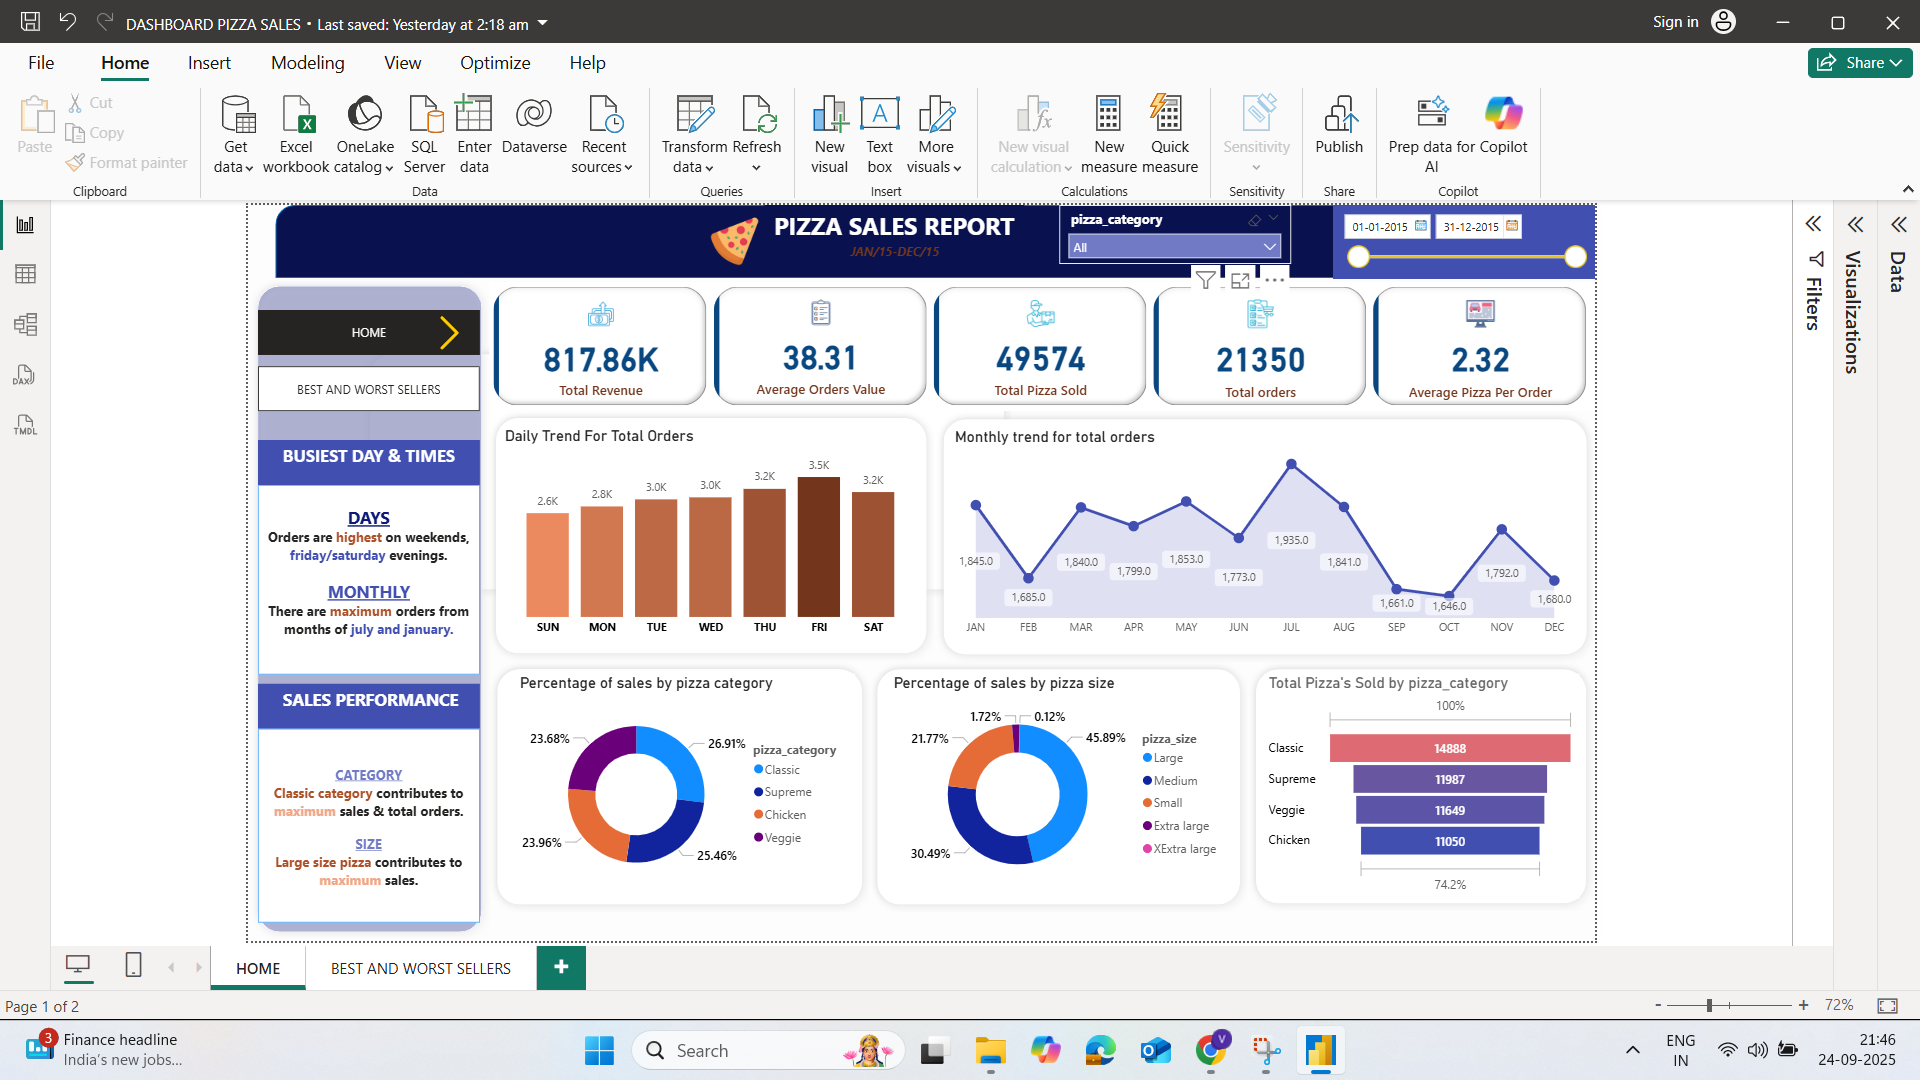 DASHBOARD PIZZA SALES • Last saved: Yesterday at 2:18 am
Sign in
File
Home
Insert
Modeling
View
Optimize
Help
Share
Paste
Cut
Copy
Format painter
Clipboard
Get data
Excel workbook
OneLake catalog
SQL Server
Enter data
Dataverse
Recent sources
Data
Transform data
Refresh
Queries
New visual
Text box
More visuals
Insert
New visual calculation
New measure
Quick measure
Calculations
Sensitivity
Sensitivity
Publish
Share
Prep data for AI
Copilot
Copilot
DAX
TMDL
PIZZA SALES REPORT
JAN/15-DEC/15
pizza_category
All
01-01-2015
31-12-2015
Filters
Visualizations
Data
HOME
BEST AND WORST SELLERS
BUSIEST DAY & TIMES
DAYS
Orders are highest on weekends,
friday/saturday evenings.
MONTHLY
There are maximum orders from
months of july and january.
SALES PERFORMANCE
CATEGORY
Classic category contributes to
maximum sales & total orders.
SIZE
Large size pizza contributes to
maximum sales.
817.86K
Total Revenue
38.31
Average Orders Value
49574
Total Pizza Sold
21350
Total orders
2.32
Average Pizza Per Order
Daily Trend For Total Orders
2.6K
2.8K
3.0K
3.0K
3.2K
3.5K
3.2K
SUN MON TUE WED THU FRI SAT
Monthly trend for total orders
1,845.0
1,685.0
1,840.0
1,799.0
1,853.0
1,773.0
1,935.0
1,841.0
1,661.0
1,646.0
1,792.0
1,680.0
JAN FEB MAR APR MAY JUN JUL AUG SEP OCT NOV DEC
Percentage of sales by pizza category
23.68%
26.91%
23.96%
25.46%
pizza_category
Classic
Supreme
Chicken
Veggie
Percentage of sales by pizza size
1.72%
0.12%
21.77%
45.89%
30.49%
pizza_size
Large
Medium
Small
Extra large
XExtra large
Total Pizza's Sold by pizza_category
100%
Classic 14888
Supreme 11987
Veggie 11649
Chicken 11050
74.2%
HOME
BEST AND WORST SELLERS
+
Page 1 of 2
- + 72%
3
Finance headline
India's new jobs...
Search
V
ENG
IN
21:46
24-09-2025